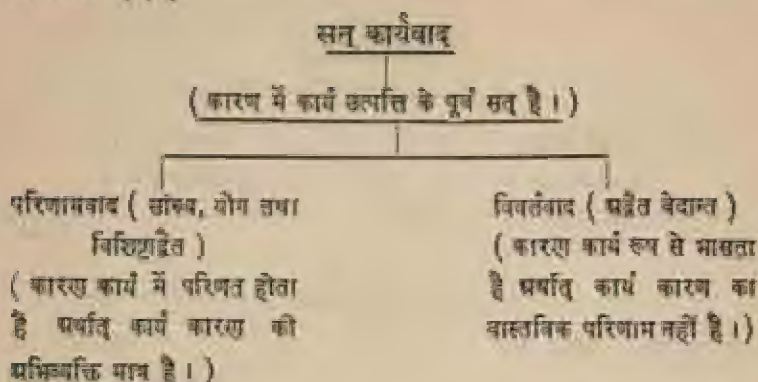 सत् कार्यवाद
( कारण में कार्य उत्पत्ति के पूर्व सत् है । )
परिणामवाद ( सांख्य, योग तथा
विशिष्टाद्वैत )
( कारण कार्य में परिणत होता
है अर्थात् कार्य कारण की
अभिव्यक्ति मात्र है । )
विवर्तवाद ( अद्वैत वेदान्त )
( कारण कार्य रूप से भासता
है अर्थात् कार्य कारण का
वास्तविक परिणाम नहीं है । )